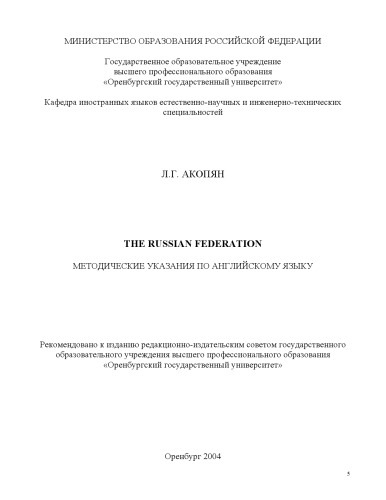 МИНИСТЕРСТВО ОБРАЗОВАНИЯ РОССИЙСКОЙ ФЕДЕРАЦИИ
Государственное образовательное учреждение
высшего профессионального образования
«Оренбургский государственный университет»
Кафедра иностранных языков естественно-научных и инженерно-технических
специальностей
Л.Г. АКОПЯН
THE RUSSIAN FEDERATION
МЕТОДИЧЕСКИЕ УКАЗАНИЯ ПО АНГЛИЙСКОМУ ЯЗЫКУ
Рекомендовано к изданию редакционно-издательским советом государственного
образовательного учреждения высшего профессионального образования
«Оренбургский государственный университет»
Оренбург 2004
5